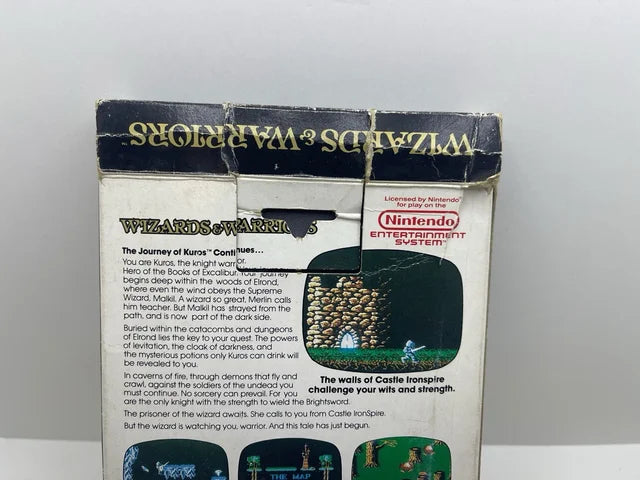 WIZARDS & WARRIORS™
WIZARDS & WARRIORS
Licensed by Nintendo®
for play on the
Nintendo®
ENTERTAINMENT
SYSTEM™
The Journey of Kuros™ Continues...
You are Kuros, the knight warrior.
Hero of the Books of Excalibur. Your journey
begins deep within the woods of Elrond,
where even the wind obeys the Supreme
Wizard, Malkil. A wizard so great, Merlin calls
him teacher. But Malkil has strayed from the
path, and is now part of the dark side.
Buried within the catacombs and dungeons
of Elrond lies the key to your quest. The powers
of levitation, the cloak of darkness, and
the mysterious potions only Kuros can drink will
be revealed to you.
In caverns of fire, through demons that fly and
crawl, against the soldiers of the undead you
must continue. No sorcery can prevail. For you
are the only knight with the strength to wield the Brightsword.
The prisoner of the wizard awaits. She calls to you from Castle IronSpire.
But the wizard is watching you, warrior. And this tale has just begun.
The walls of Castle Ironspire
challenge your wits and strength.
THE MAP